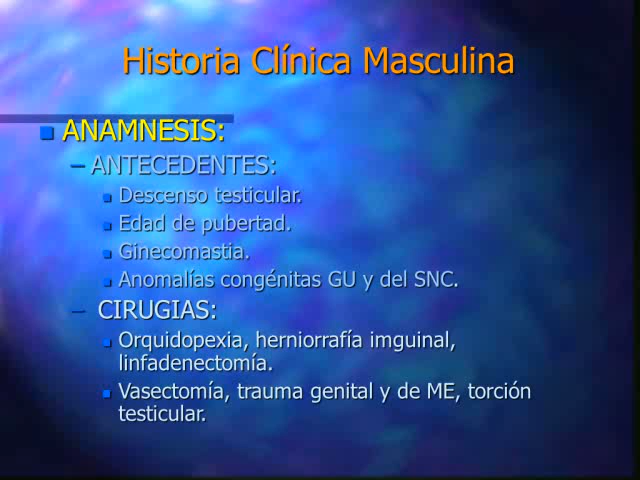 Historia Clínica Masculina
ANAMNESIS:
– ANTECEDENTES:
Descenso testicular.
Edad de pubertad.
Ginecomastia.
Anomalías congénitas GU y del SNC.
– CIRUGIAS:
Orquidopexia, herniorrafía imguinal,
linfadenectomía.
Vasectomía, trauma genital y de ME, torción
testicular.